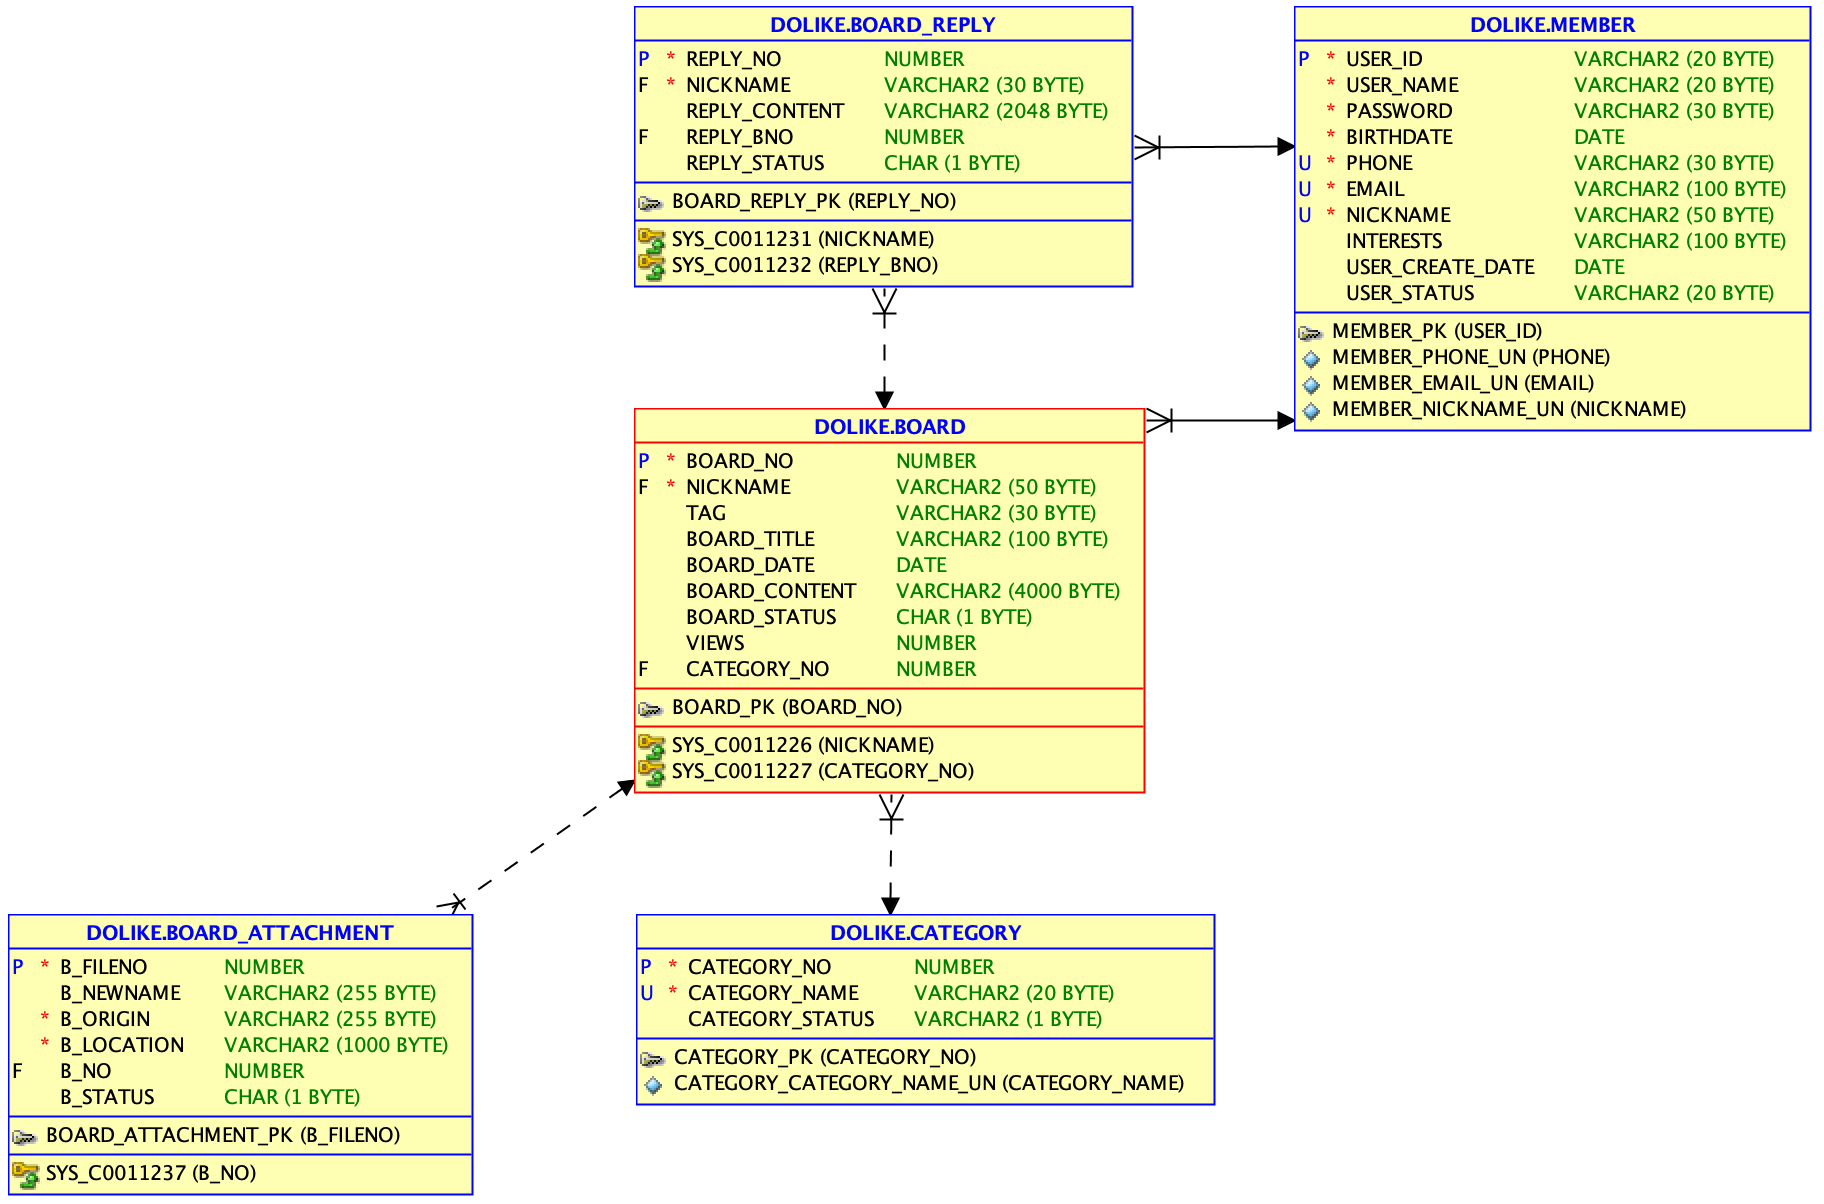 DOLIKE.BOARD_REPLY
P * REPLY_NO NUMBER
F * NICKNAME VARCHAR2 (30 BYTE)
REPLY_CONTENT VARCHAR2 (2048 BYTE)
F REPLY_BNO NUMBER
REPLY_STATUS CHAR (1 BYTE)
BOARD_REPLY_PK (REPLY_NO)
SYS_C0011231 (NICKNAME)
SYS_C0011232 (REPLY_BNO)
DOLIKE.MEMBER
P * USER_ID VARCHAR2 (20 BYTE)
* USER_NAME VARCHAR2 (20 BYTE)
* PASSWORD VARCHAR2 (30 BYTE)
* BIRTHDATE DATE
U * PHONE VARCHAR2 (30 BYTE)
U * EMAIL VARCHAR2 (100 BYTE)
U * NICKNAME VARCHAR2 (50 BYTE)
INTERESTS VARCHAR2 (100 BYTE)
USER_CREATE_DATE DATE
USER_STATUS VARCHAR2 (20 BYTE)
MEMBER_PK (USER_ID)
MEMBER_PHONE_UN (PHONE)
MEMBER_EMAIL_UN (EMAIL)
MEMBER_NICKNAME_UN (NICKNAME)
DOLIKE.BOARD
P * BOARD_NO NUMBER
F * NICKNAME VARCHAR2 (50 BYTE)
TAG VARCHAR2 (30 BYTE)
BOARD_TITLE VARCHAR2 (100 BYTE)
BOARD_DATE DATE
BOARD_CONTENT VARCHAR2 (4000 BYTE)
BOARD_STATUS CHAR (1 BYTE)
VIEWS NUMBER
F CATEGORY_NO NUMBER
BOARD_PK (BOARD_NO)
SYS_C0011226 (NICKNAME)
SYS_C0011227 (CATEGORY_NO)
DOLIKE.BOARD_ATTACHMENT
P * B_FILENO NUMBER
B_NEWNAME VARCHAR2 (255 BYTE)
* B_ORIGIN VARCHAR2 (255 BYTE)
* B_LOCATION VARCHAR2 (1000 BYTE)
F B_NO NUMBER
B_STATUS CHAR (1 BYTE)
BOARD_ATTACHMENT_PK (B_FILENO)
SYS_C0011237 (B_NO)
DOLIKE.CATEGORY
P * CATEGORY_NO NUMBER
U * CATEGORY_NAME VARCHAR2 (20 BYTE)
CATEGORY_STATUS VARCHAR2 (1 BYTE)
CATEGORY_PK (CATEGORY_NO)
CATEGORY_CATEGORY_NAME_UN (CATEGORY_NAME)